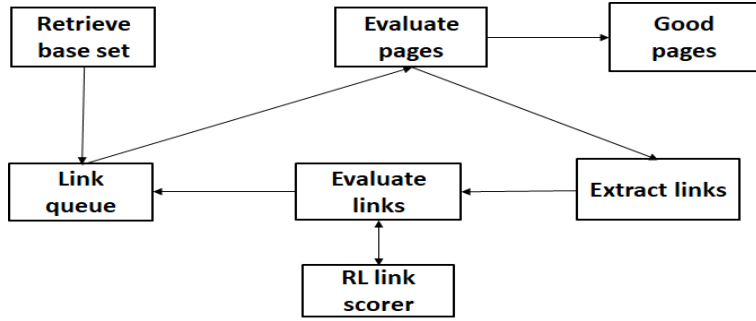 Retrieve
base set
Evaluate
pages
Good
pages
Link
queue
Evaluate
links
Extract links
RL link
scorer